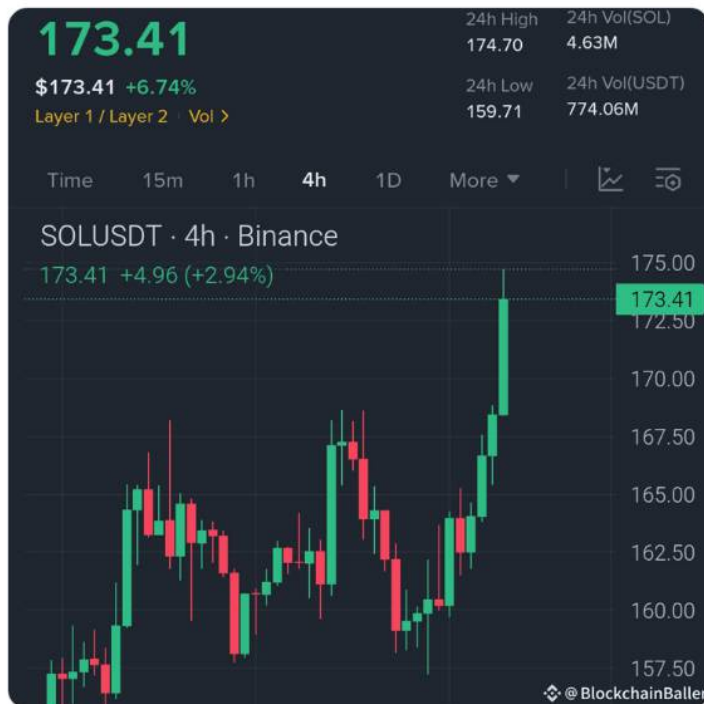 173.41
$173.41 +6.74%
Layer 1 / Layer 2 Vol >
24h High
174.70
24h Vol(SOL)
4.63M
24h Low
159.71
24h Vol(USDT)
774.06M
Time 15m 1h 4h 1D More
SOLUSDT · 4h · Binance
173.41 +4.96 (+2.94%)
175.00
173.41
172.50
170.00
167.50
165.00
162.50
160.00
157.50
@BlockchainBaller